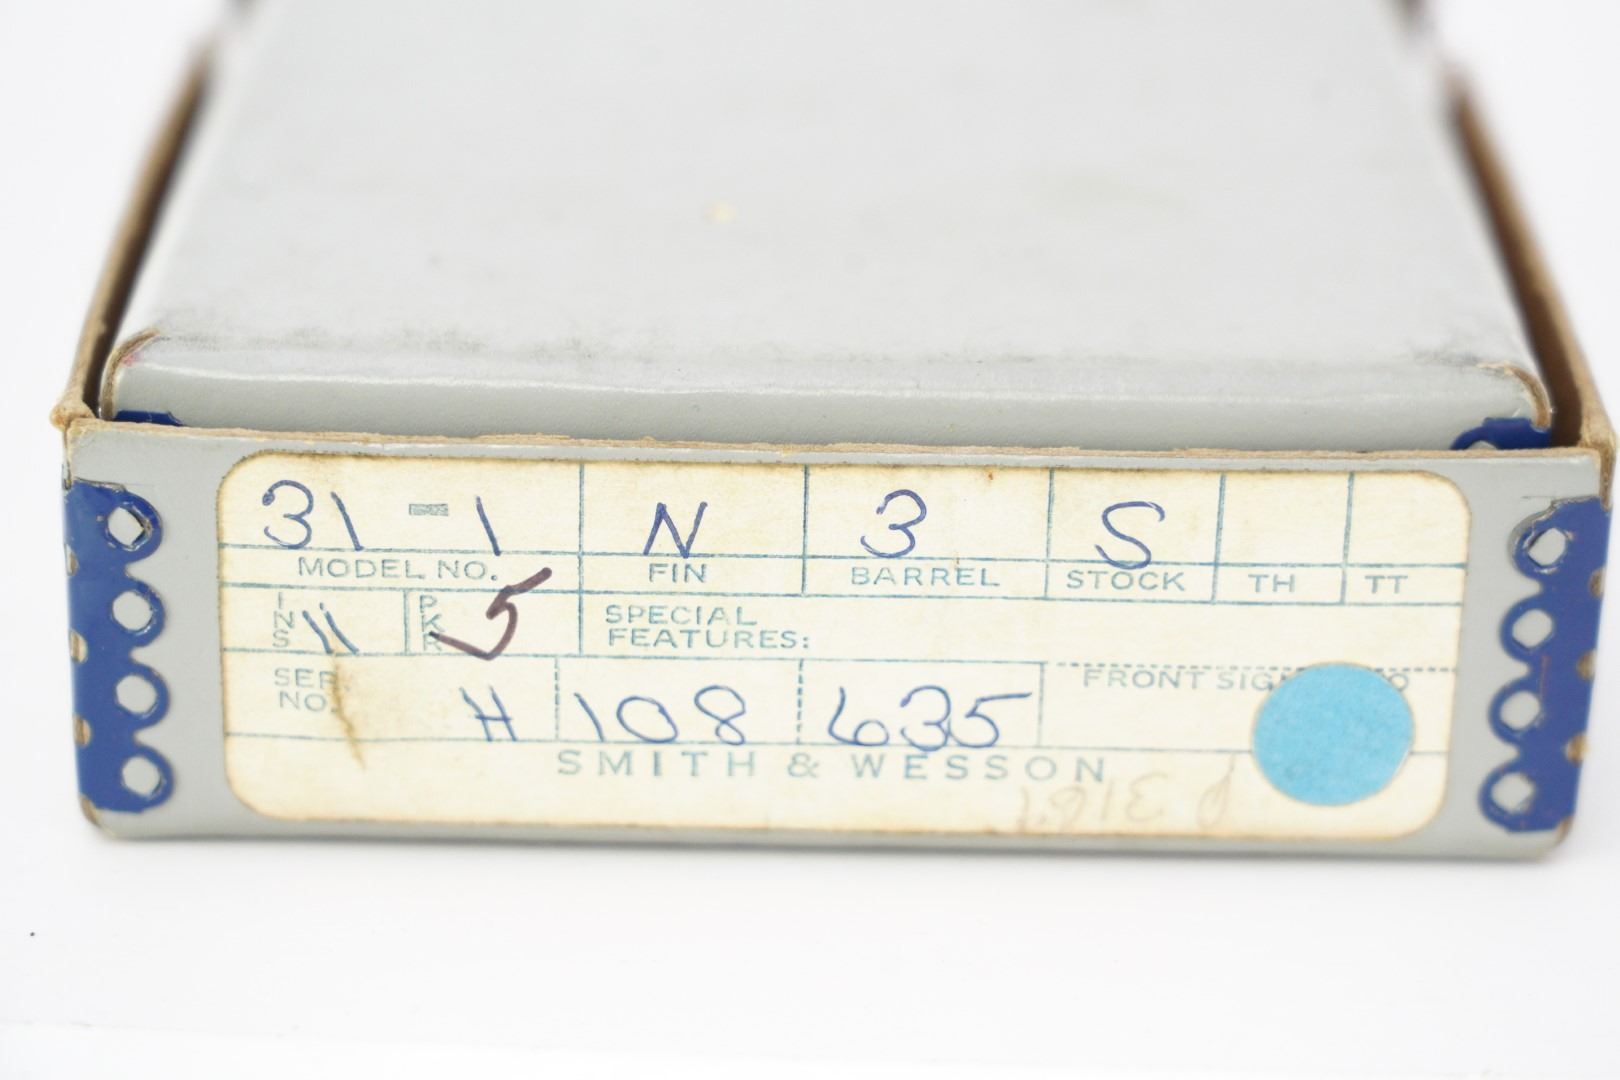 31-1 N 3 S
MODEL NO. FIN BARREL STOCK TH TT
INS 11 PKR 5 SPECIAL FEATURES:
SER. NO. H 108 635 FRONT
SMITH & WESSON